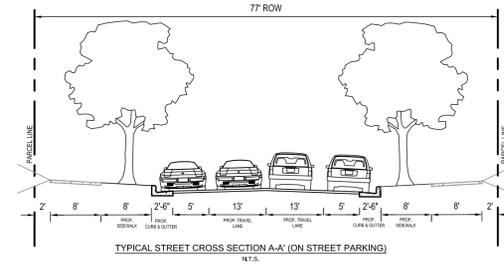 77' ROW
PARCEL LINE
PARCEL LINE
2' 8' 8' 2'-6" 5' 13' 13' 5' 2'-6" 8' 8' 2'
PROP. SIDEWALK
PROP. CURB & GUTTER
PROP. TRAVEL LANE
PROP. TRAVEL LANE
PROP. CURB & GUTTER
PROP. SIDEWALK
TYPICAL STREET CROSS SECTION A-A' (ON STREET PARKING)
N.T.S.